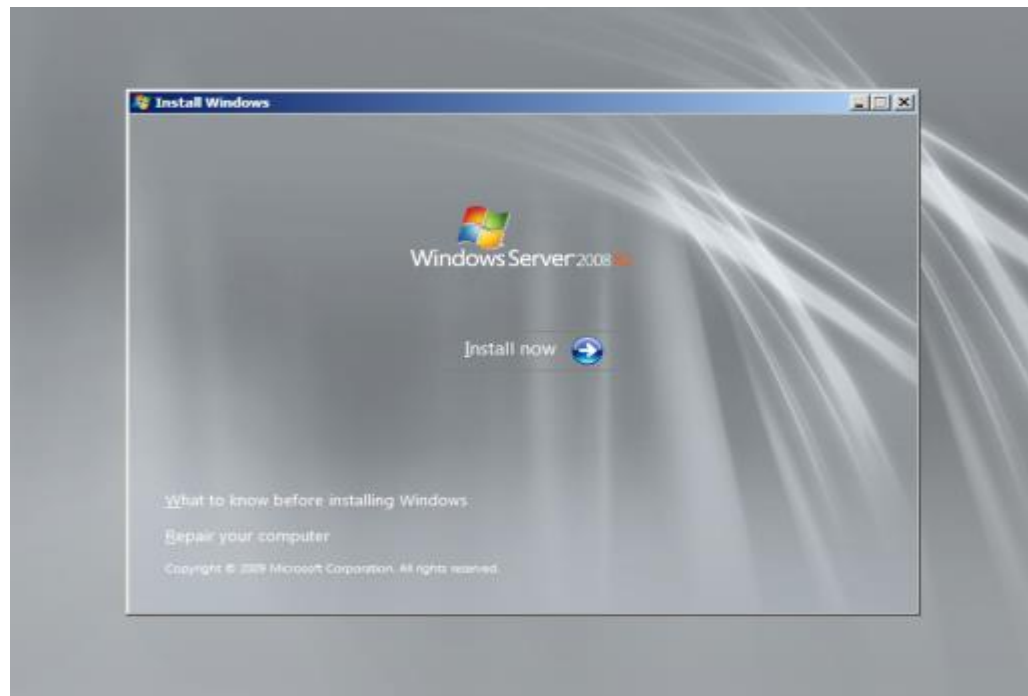 Install Windows
Windows Server 2008 R2
Install now
What to know before installing Windows
Repair your computer
Copyright © 2009 Microsoft Corporation. All rights reserved.